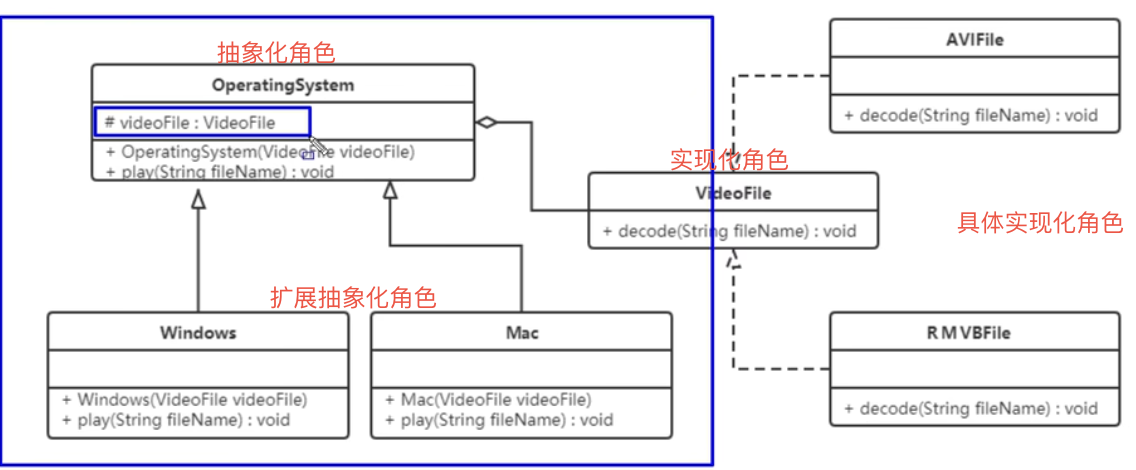 抽象化角色
OperatingSystem
# videoFile : VideoFile
+ OperatingSystem(VideoFile videoFile)
+ play(String fileName) : void
AVIFile
+ decode(String fileName) : void
实现化角色
VideoFile
+ decode(String fileName) : void
具体实现化角色
扩展抽象化角色
Windows
+ Windows(VideoFile videoFile)
+ play(String fileName) : void
Mac
+ Mac(VideoFile videoFile)
+ play(String fileName) : void
RMVBFile
+ decode(String fileName) : void